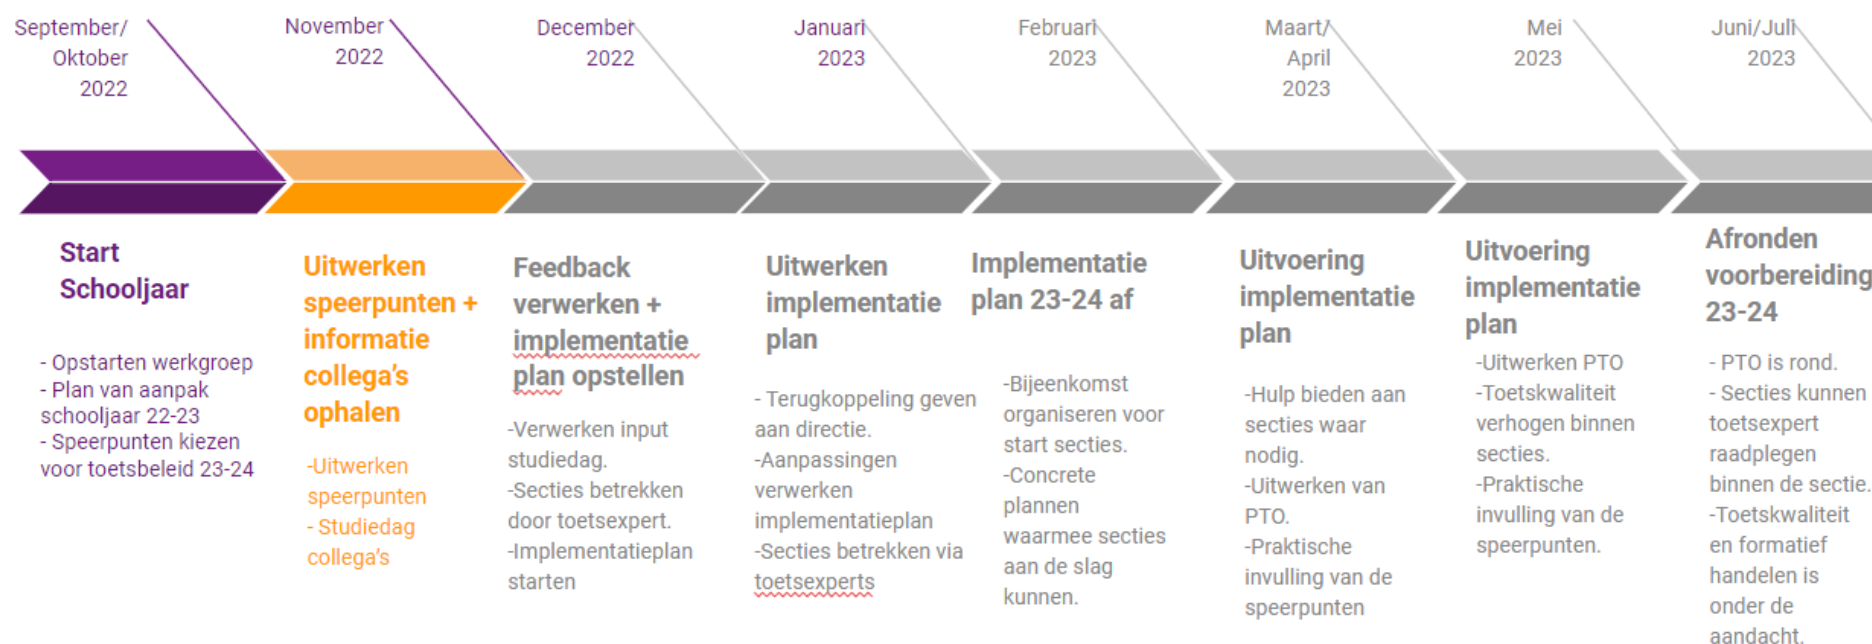 September/
Oktober
2022
November
2022
December
2022
Januari
2023
Februari
2023
Maart/
April
2023
Mei
2023
Juni/Juli
2023
Start
Schooljaar
- Opstarten werkgroep
- Plan van aanpak
schooljaar 22-23
- Speerpunten kiezen
voor toetsbeleid 23-24
Uitwerken
speerpunten +
informatie
collega's
ophalen
-Uitwerken
speerpunten
- Studiedag
collega's
Feedback
verwerken +
implementatie
plan opstellen
-Verwerken input
studiedag.
-Secties betrekken
door toetsexpert.
-Implementatieplan
starten
Uitwerken
implementatie
plan
- Terugkoppeling geven
aan directie.
-Aanpassingen
verwerken
implementatieplan
-Secties betrekken via
toetsexperts
Implementatie
plan 23-24 af
-Bijeenkomst
organiseren voor
start secties.
-Concrete
plannen
waarmee secties
aan de slag
kunnen.
Uitvoering
implementatie
plan
-Hulp bieden aan
secties waar
nodig.
-Uitwerken van
PTO.
-Praktische
invulling van de
speerpunten
Uitvoering
implementatie
plan
-Uitwerken PTO
-Toetskwaliteit
verhogen binnen
secties.
-Praktische
invulling van de
speerpunten.
Afronden
voorbereiding
23-24
- PTO is rond.
- Secties kunnen
toetsexpert
raadplegen
binnen de sectie.
-Toetskwaliteit
en formatief
handelen is
onder de
aandacht.